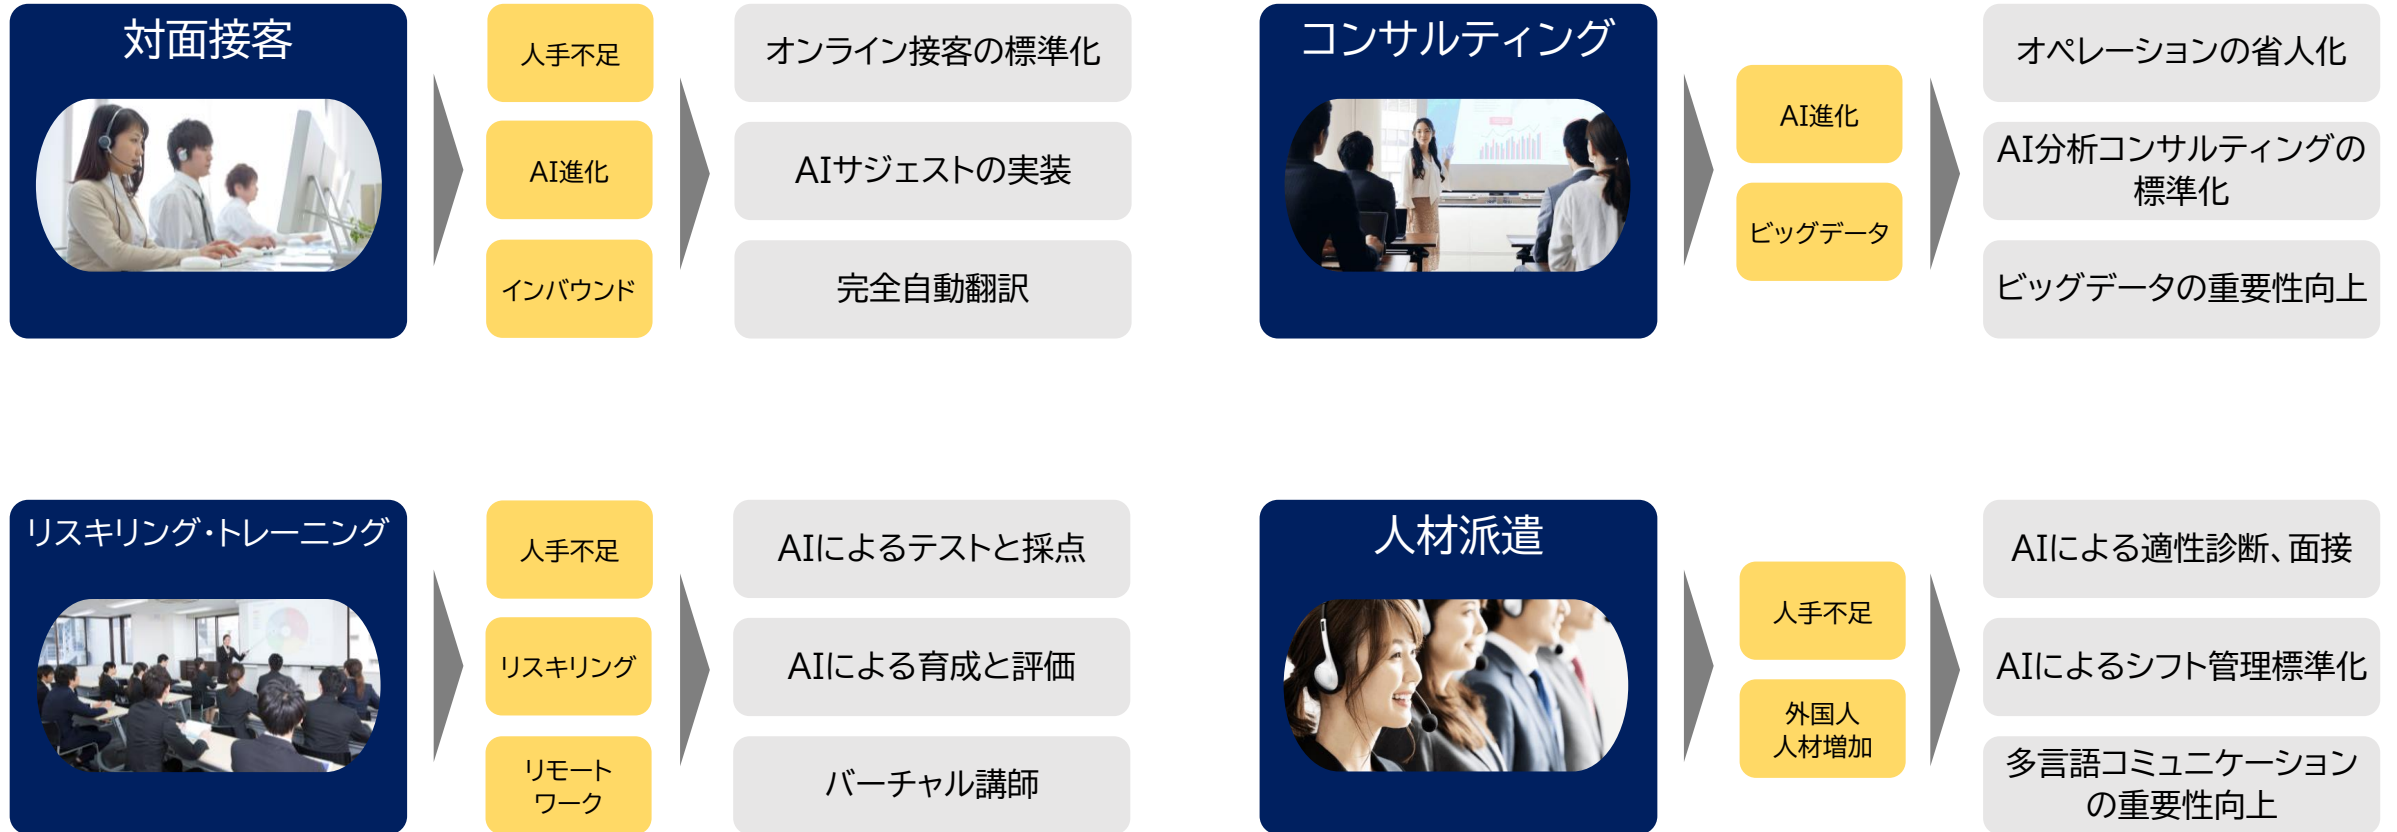 対面接客
人手不足
AI進化
インバウンド
オンライン接客の標準化
AIサジェストの実装
完全自動翻訳
コンサルティング
AI進化
ビッグデータ
オペレーションの省人化
AI分析コンサルティングの
標準化
ビッグデータの重要性向上
リスキリング・トレーニング
人手不足
リスキリング
リモート
ワーク
AIによるテストと採点
AIによる育成と評価
バーチャル講師
人材派遣
人手不足
外国人
人材増加
AIによる適性診断、面接
AIによるシフト管理標準化
多言語コミュニケーション
の重要性向上